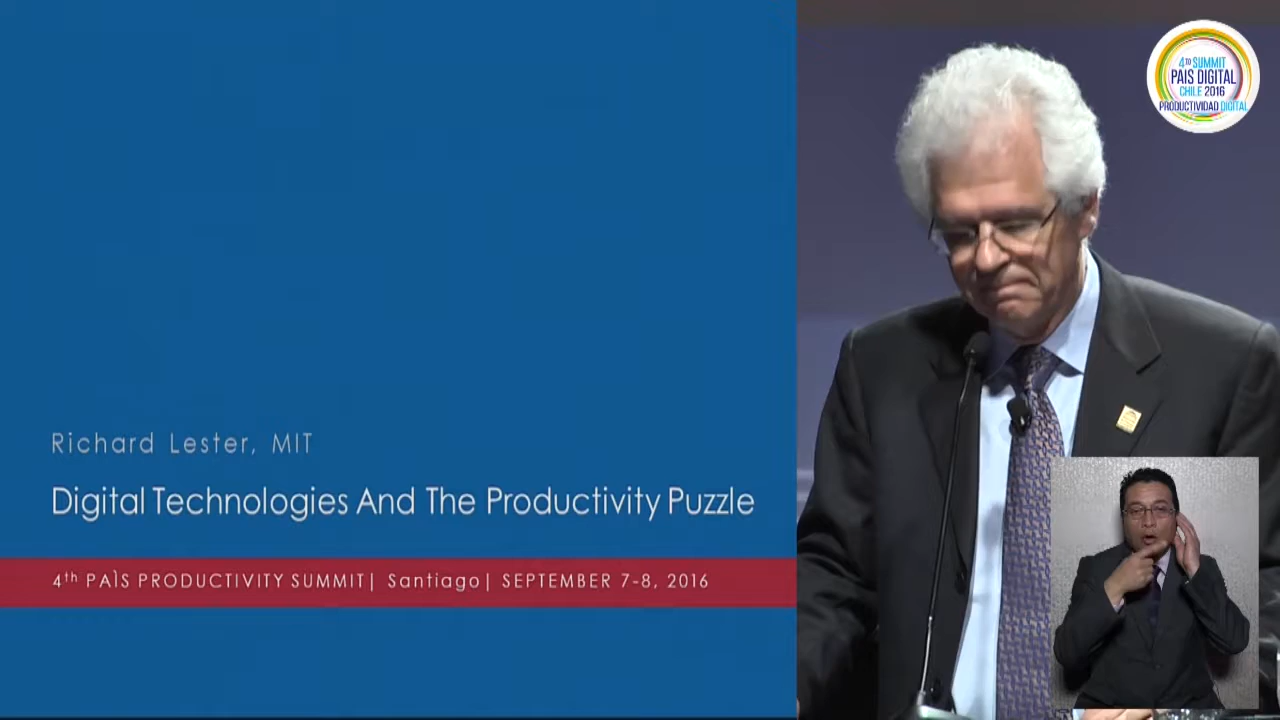 Richard Lester, MIT
Digital Technologies And The Productivity Puzzle
4th PAÌS PRODUCTIVITY SUMMIT| Santiago| SEPTEMBER 7-8, 2016
4TO SUMMIT
PAIS DIGITAL
CHILE 2016
PRODUCTIVIDAD DIGITAL